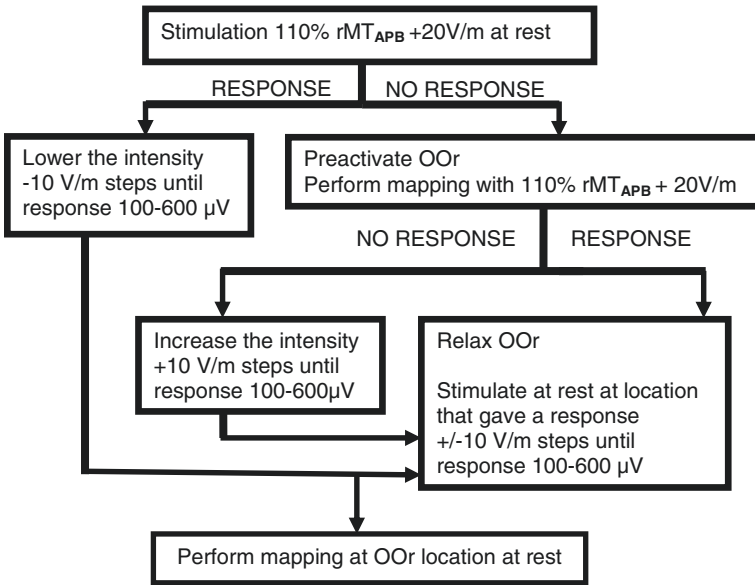 Stimulation 110% rMTAPB +20V/m at rest
RESPONSE NO RESPONSE
Lower the intensity
-10 V/m steps until
response 100-600 µV
Preactivate OOr
Perform mapping with 110% rMTAPB + 20V/m
NO RESPONSE RESPONSE
Increase the intensity
+10 V/m steps until
response 100-600µV
Relax OOr
Stimulate at rest at location
that gave a response
+/-10 V/m steps until
response 100-600 µV
Perform mapping at OOr location at rest